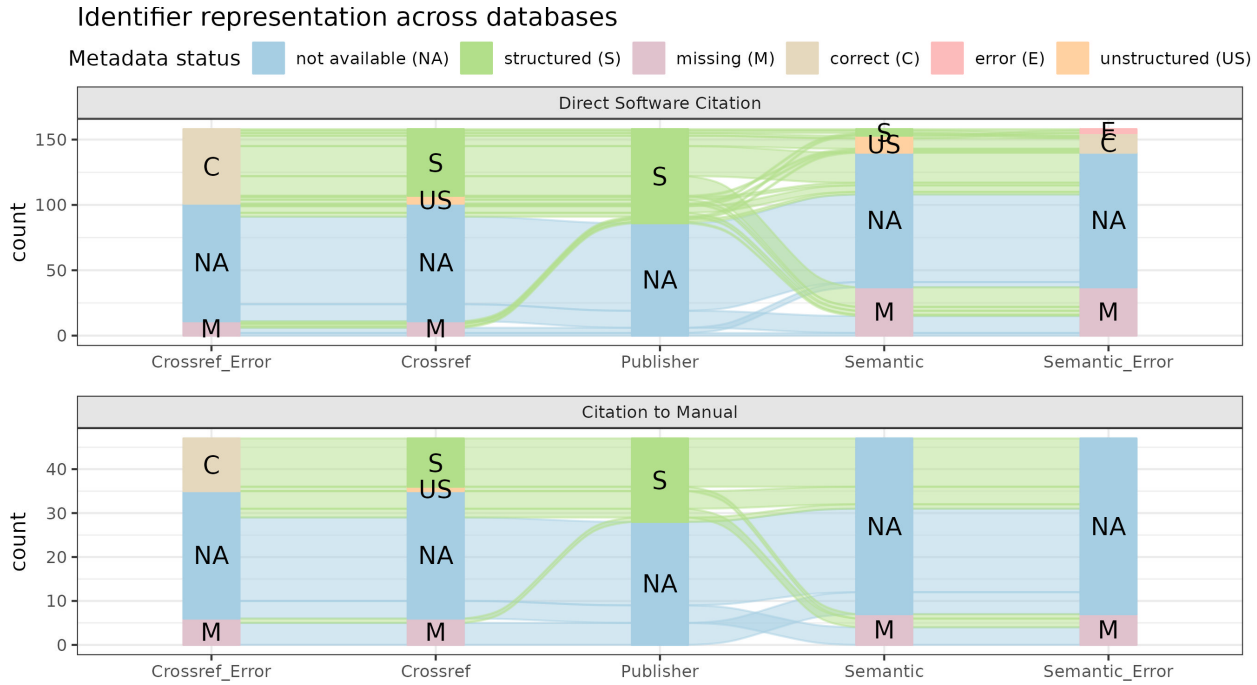 Identifier representation across databases
Metadata status not available (NA) structured (S) missing (M) correct (C) error (E) unstructured (US)
Direct Software Citation
count
150
100
50
0
C
NA
M
S
US
NA
M
S
NA
S
US
NA
M
E
C
NA
M
Crossref_Error Crossref Publisher Semantic Semantic_Error
Citation to Manual
count
40
30
20
10
0
C
NA
M
S
US
NA
M
S
NA
NA
M
NA
M
Crossref_Error Crossref Publisher Semantic Semantic_Error